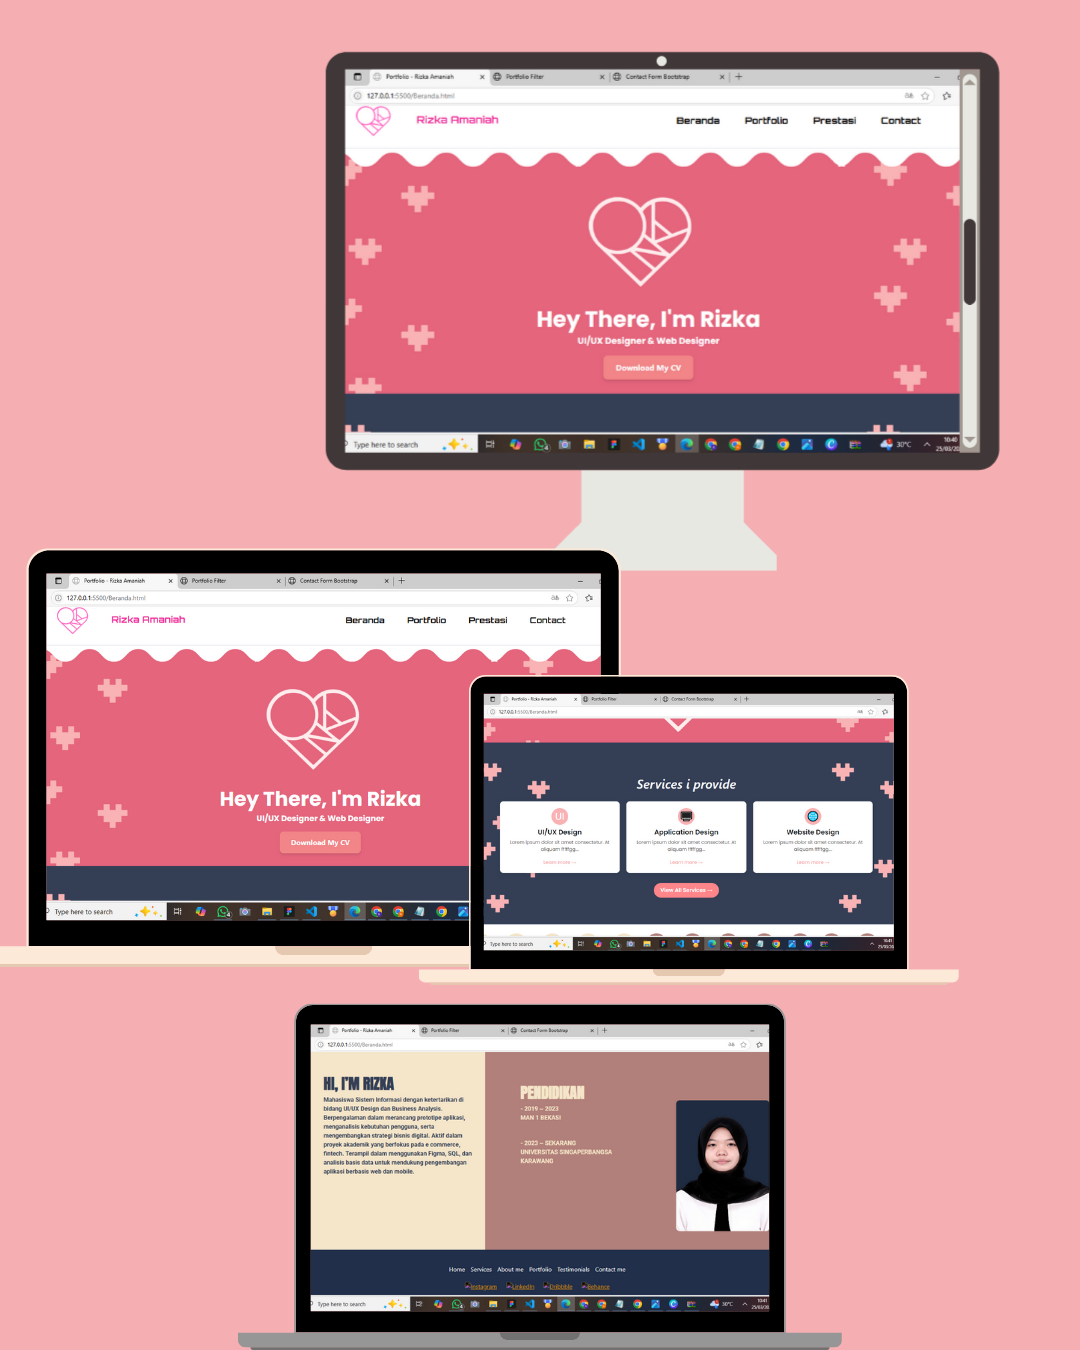 Portfolio - Rizka Amaniah
Portfolio Filter
Contact Form Bootstrap
127.0.0.1:5500/Beranda.html
Rizka Amaniah
Beranda Portfolio Prestasi Contact
Hey There, I'm Rizka
UI/UX Designer & Web Designer
Download My CV
Type here to search
30°C
10:40
25/03/20
Portfolio - Rizka Amaniah
Portfolio Filter
Contact Form Bootstrap
127.0.0.1:5500/Beranda.html
Rizka Amaniah
Beranda Portfolio Prestasi Contact
Hey There, I'm Rizka
UI/UX Designer & Web Designer
Download My CV
Type here to search
Portfolio - Rizka Amaniah
Portfolio Filter
Contact Form Bootstrap
127.0.0.1:5500/Beranda.html
Services i provide
UI
UI/UX Design
Lorem ipsum dolor sit amet consectetur. At
aliquam
Learn more →
Application Design
Lorem ipsum dolor sit amet consectetur. At
aliquam
Learn more →
Website Design
Lorem ipsum dolor sit amet consectetur. At
aliquam
Learn more →
View All Services →
Type here to search
10:41
25/03/20
Portfolio - Rizka Amaniah
Portfolio Filter
Contact Form Bootstrap
127.0.0.1:5500/Beranda.html
HI, I'M RIZKA
Mahasiswa Sistem Informasi dengan ketertarikan di
bidang UI/UX Design dan Business Analysis.
Berpengalaman dalam merancang prototipe aplikasi,
menganalisis kebutuhan pengguna, serta
mengembangkan strategi bisnis digital. Aktif dalam
proyek akademik yang berfokus pada e commerce,
fintech. Terampil dalam menggunakan Figma, SQL, dan
analisis basis data untuk mendukung pengembangan
aplikasi berbasis web dan mobile.
PENDIDIKAN
- 2019 – 2023
MAN 1 BEKASI
- 2023 – SEKARANG
UNIVERSITAS SINGAPERBANGSA
KARAWANG
Home Services About me Portfolio Testimonials Contact me
Instagram LinkedIn Dribbble Behance
Type here to search
30°C
10:41
25/03/20